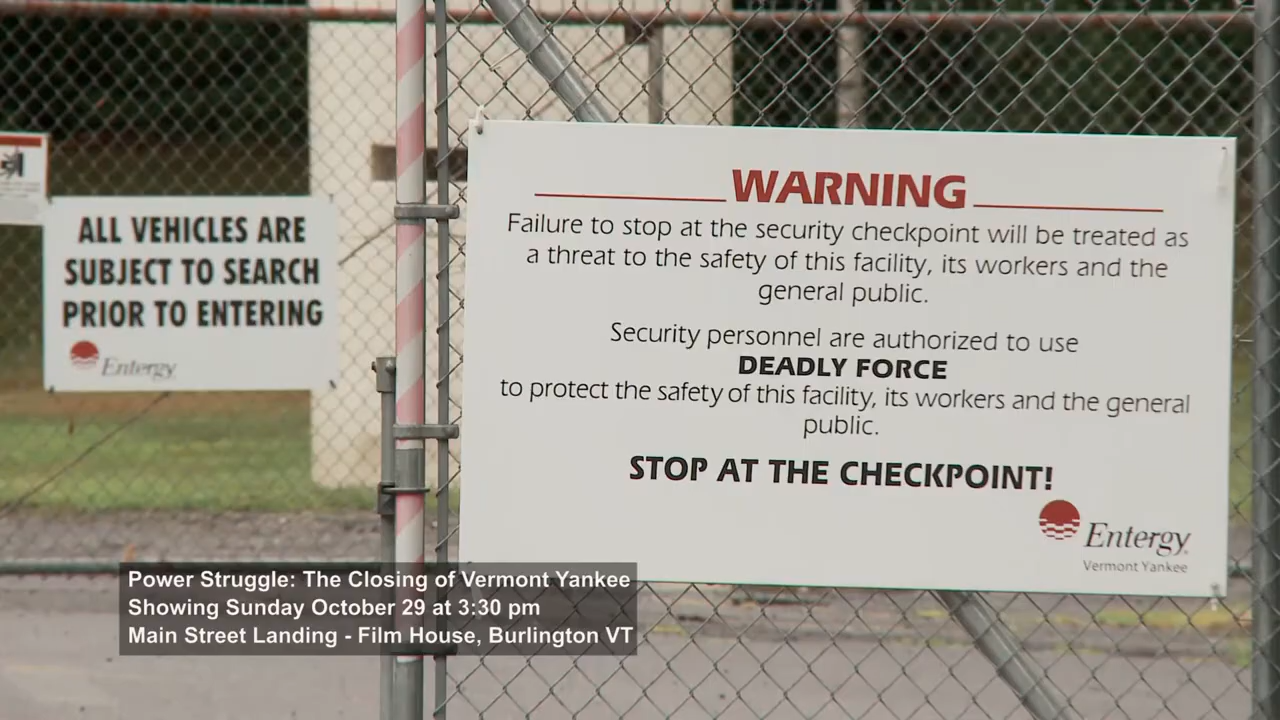 ALL VEHICLES ARE
SUBJECT TO SEARCH
PRIOR TO ENTERING
Entergy
WARNING
Failure to stop at the security checkpoint will be treated as
a threat to the safety of this facility, its workers and the
general public.
Security personnel are authorized to use
DEADLY FORCE
to protect the safety of this facility, its workers and the general
public.
STOP AT THE CHECKPOINT!
Entergy
Vermont Yankee
Power Struggle: The Closing of Vermont Yankee
Showing Sunday October 29 at 3:30 pm
Main Street Landing - Film House, Burlington VT